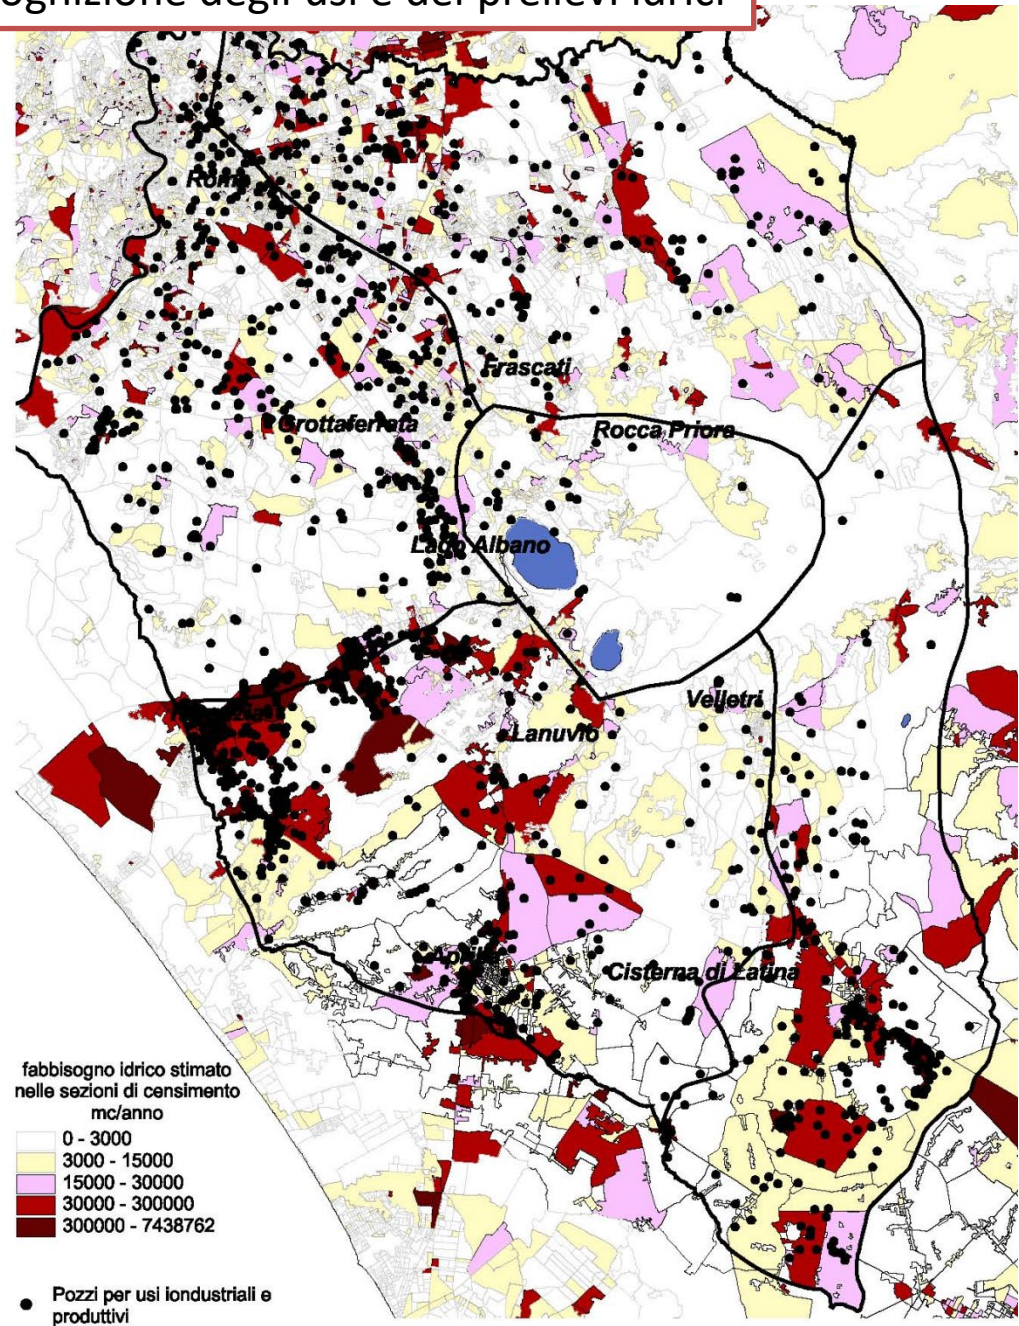 ognizione degli usi e dei prelievi idrici
Roma
Frascati
Grottaferrata
Rocca Priora
Lago Albano
Velletri
Lanuvio
Cisterna di Latina
fabbisogno idrico stimato
nelle sezioni di censimento
mc/anno
0 - 3000
3000 - 15000
15000 - 30000
30000 - 300000
300000 - 7438762
Pozzi per usi iondustriali e
produttivi